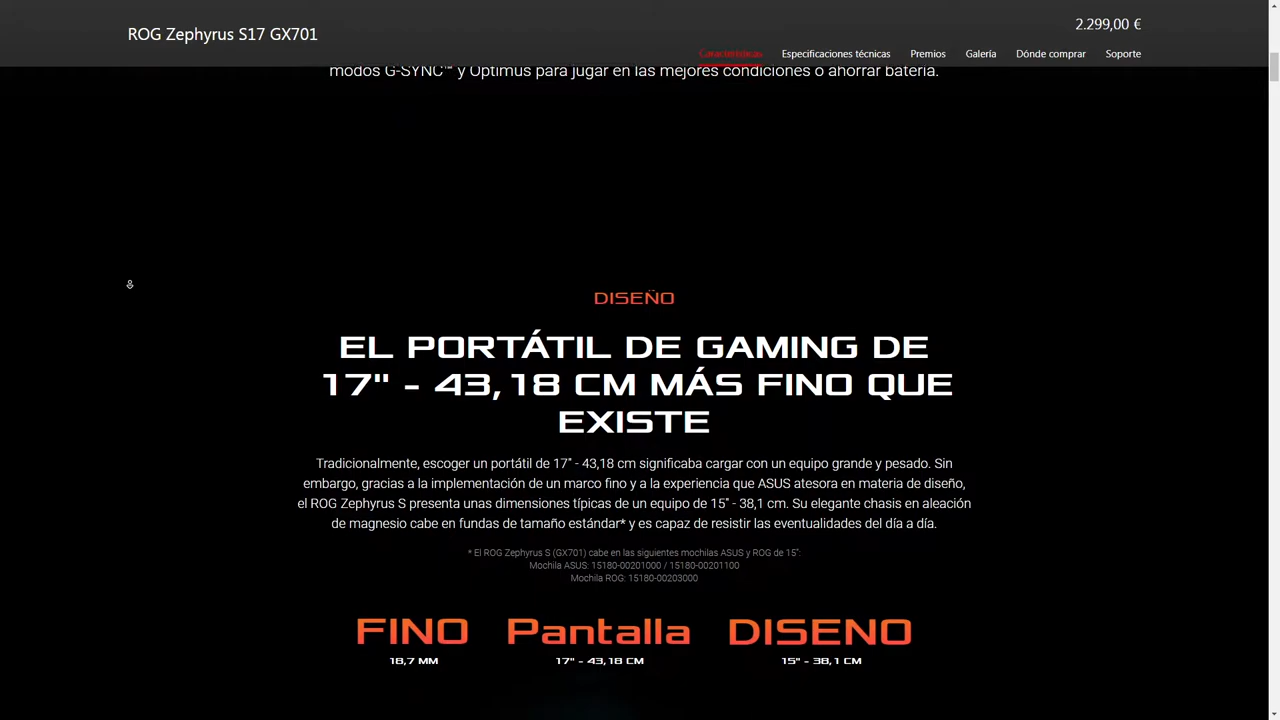 ROG Zephyrus S17 GX701
2.299,00 €
Características
Especificaciones técnicas
Premios
Galería
Dónde comprar
Soporte
modos G-SYNC™ y Optimus para jugar en las mejores condiciones o ahorrar batería.
DISEÑO
EL PORTÁTIL DE GAMING DE
17" - 43,18 CM MÁS FINO QUE
EXISTE
Tradicionalmente, escoger un portátil de 17" - 43,18 cm significaba cargar con un equipo grande y pesado. Sin
embargo, gracias a la implementación de un marco fino y a la experiencia que ASUS atesora en materia de diseño,
el ROG Zephyrus S presenta unas dimensiones típicas de un equipo de 15" - 38,1 cm. Su elegante chasis en aleación
de magnesio cabe en fundas de tamaño estándar* y es capaz de resistir las eventualidades del día a día.
* El ROG Zephyrus S (GX701) cabe en las siguientes mochilas ASUS y ROG de 15":
Mochila ASUS: 15180-00201000 / 15180-00201100
Mochila ROG: 15180-00203000
FINO
18,7 MM
Pantalla
17" - 43,18 CM
DISENO
15" - 38,1 CM